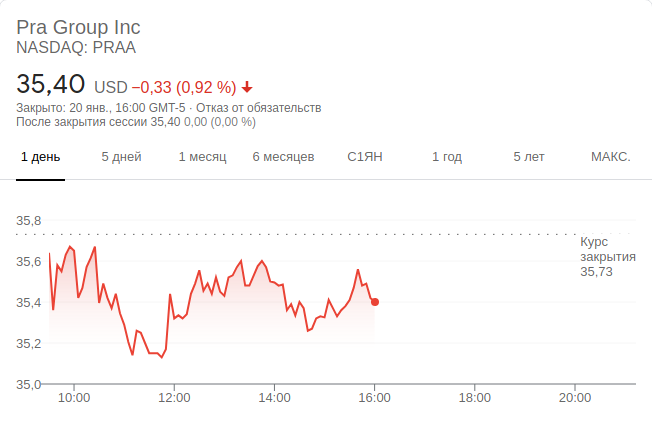 Pra Group Inc
NASDAQ: PRAA
35,40 USD −0,33 (0,92 %)
Закрыто: 20 янв., 16:00 GMT-5 · Отказ от обязательств
После закрытия сессии 35,40 0,00 (0,00 %)
1 день 5 дней 1 месяц 6 месяцев С1ЯН 1 год 5 лет МАКС.
35,8
Курс
закрытия
35,73
35,6
35,4
35,2
35,0
10:00 12:00 14:00 16:00 18:00 20:00